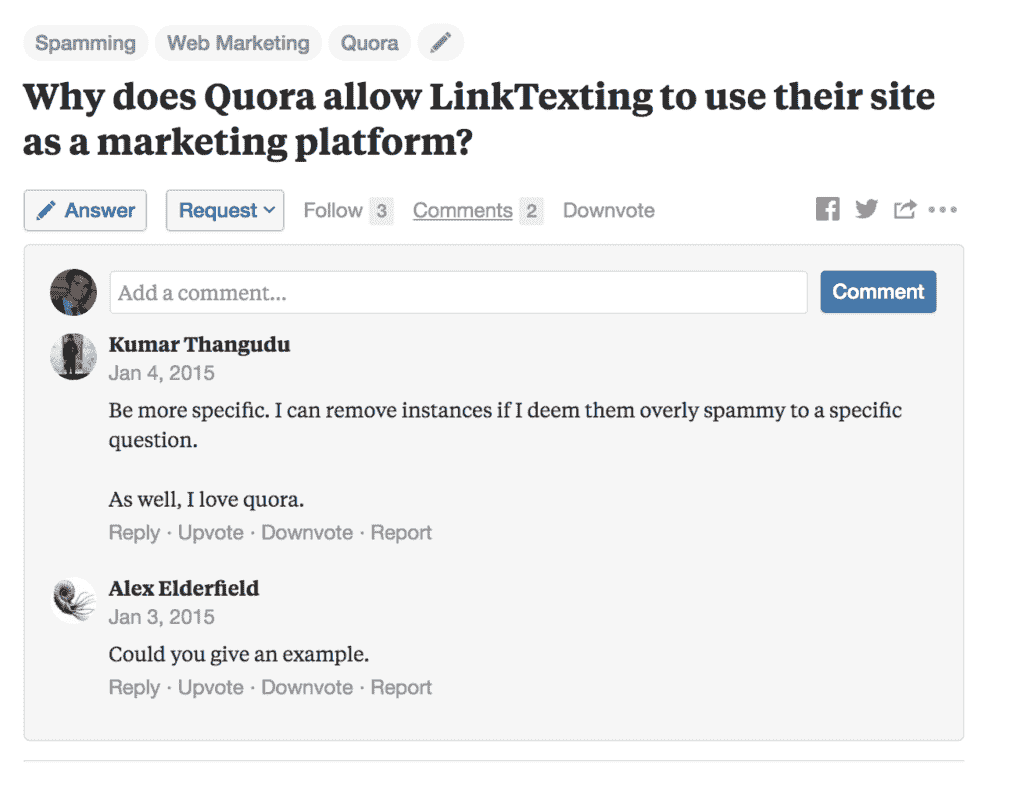 Spamming Web Marketing Quora
Why does Quora allow LinkTexting to use their site
as a marketing platform?
Answer Request Follow 3 Comments 2 Downvote
Add a comment... Comment
Kumar Thangudu
Jan 4, 2015
Be more specific. I can remove instances if I deem them overly spammy to a specific
question.
As well, I love quora.
Reply · Upvote · Downvote · Report
Alex Elderfield
Jan 3, 2015
Could you give an example.
Reply · Upvote · Downvote · Report